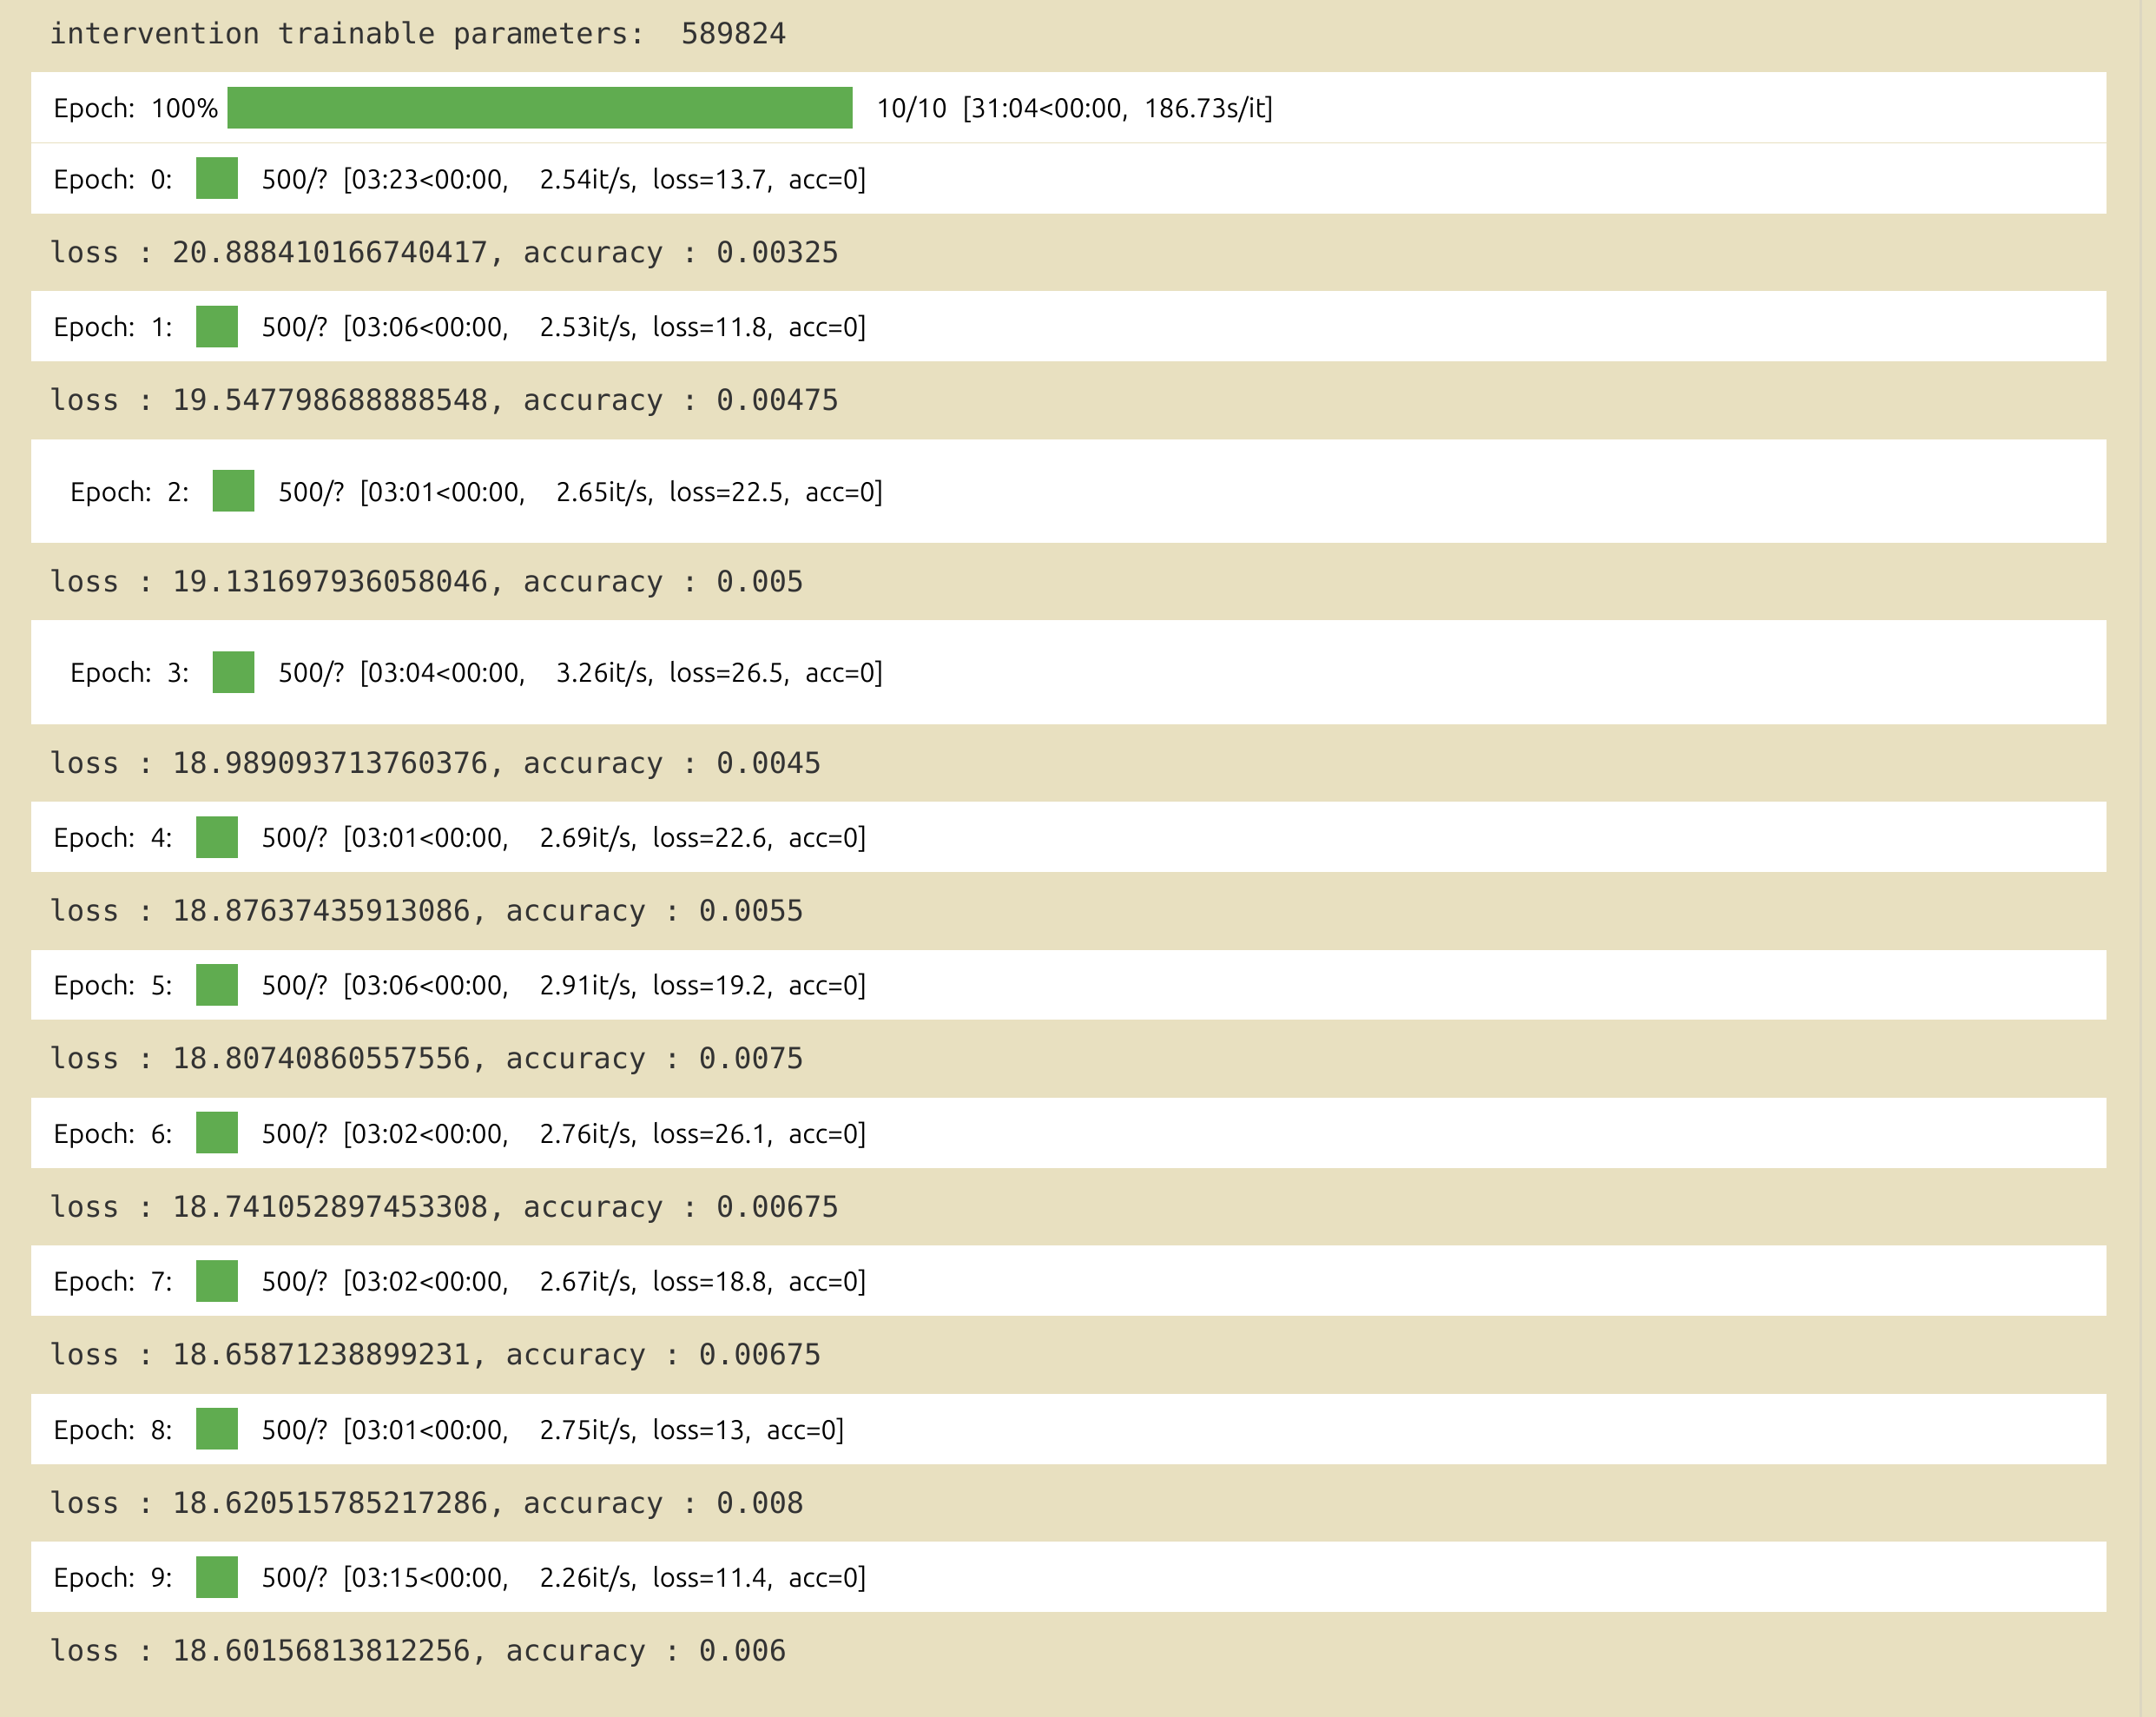 intervention trainable parameters:  589824
Epoch: 100% 10/10 [31:04<00:00, 186.73s/it]
Epoch: 0: 500/? [03:23<00:00, 2.54it/s, loss=13.7, acc=0]
loss : 20.888410166740417, accuracy : 0.00325
Epoch: 1: 500/? [03:06<00:00, 2.53it/s, loss=11.8, acc=0]
loss : 19.547798688888548, accuracy : 0.00475
Epoch: 2: 500/? [03:01<00:00, 2.65it/s, loss=22.5, acc=0]
loss : 19.131697936058046, accuracy : 0.005
Epoch: 3: 500/? [03:04<00:00, 3.26it/s, loss=26.5, acc=0]
loss : 18.989093713760376, accuracy : 0.0045
Epoch: 4: 500/? [03:01<00:00, 2.69it/s, loss=22.6, acc=0]
loss : 18.87637435913086, accuracy : 0.0055
Epoch: 5: 500/? [03:06<00:00, 2.91it/s, loss=19.2, acc=0]
loss : 18.80740860557556, accuracy : 0.0075
Epoch: 6: 500/? [03:02<00:00, 2.76it/s, loss=26.1, acc=0]
loss : 18.741052897453308, accuracy : 0.00675
Epoch: 7: 500/? [03:02<00:00, 2.67it/s, loss=18.8, acc=0]
loss : 18.65871238899231, accuracy : 0.00675
Epoch: 8: 500/? [03:01<00:00, 2.75it/s, loss=13, acc=0]
loss : 18.620515785217286, accuracy : 0.008
Epoch: 9: 500/? [03:15<00:00, 2.26it/s, loss=11.4, acc=0]
loss : 18.60156813812256, accuracy : 0.006